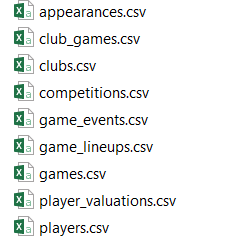 appearances.csv
club_games.csv
clubs.csv
competitions.csv
game_events.csv
game_lineups.csv
games.csv
player_valuations.csv
players.csv